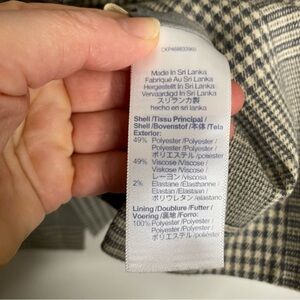 Made In Sri Lanka
Fabriqué Au Sri Lanka
Hergestellt In Sri Lanka
Vervaardigd In Sri Lanka
スリランカ製
hecho en sri lanka
Shell /Tissu Principal /
Shell /Bovenstof /本体 /Tela
Exterior:
49% Polyester /Polyester /
Polyester /Polyester /
ポリエステル /poliéster
49% Viscose /Viscose /
Viskose /Viscose /
レーヨン /viscosa
2% Elastane /Élasthanne /
Elastan /Elastaan /
ポリウレタン /elastano
Lining /Doublure /Futter /
Voering /裏地 /Forro:
100% Polyester /Polyester /
Polyester /Polyester /
ポリエステル /poliéster